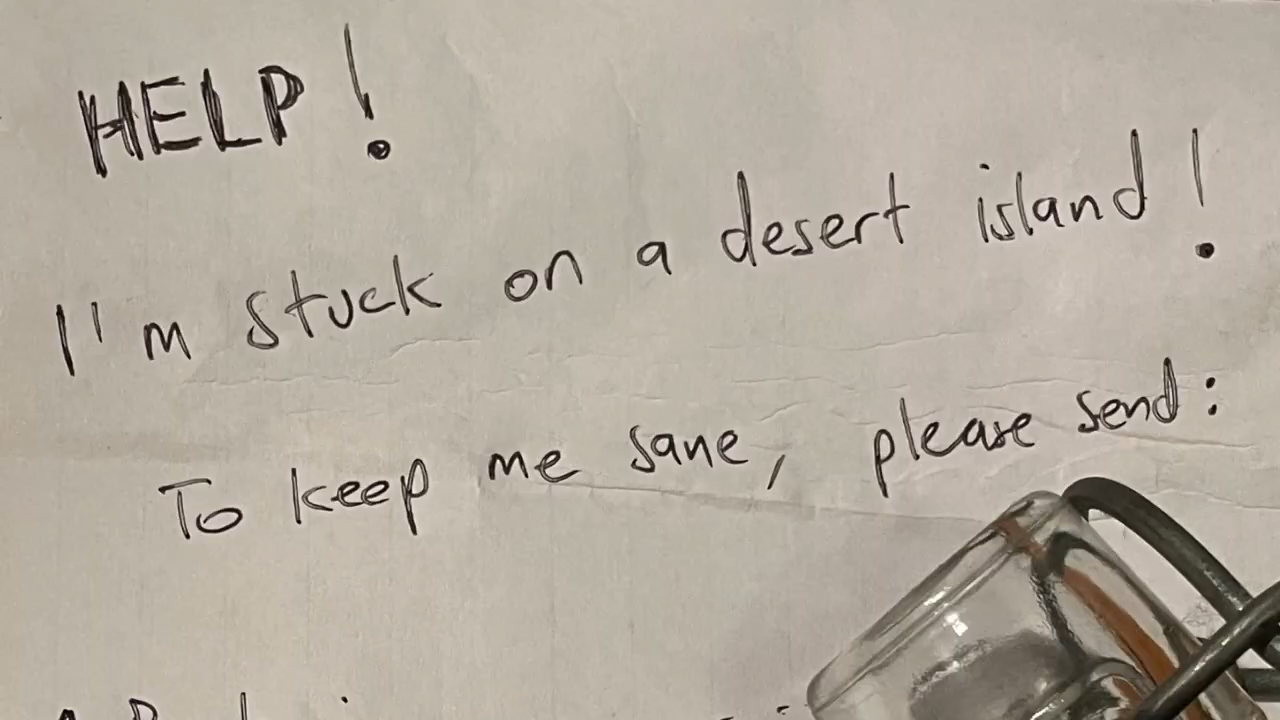 HELP!
I'm stuck on a desert island!
To keep me sane, please send: